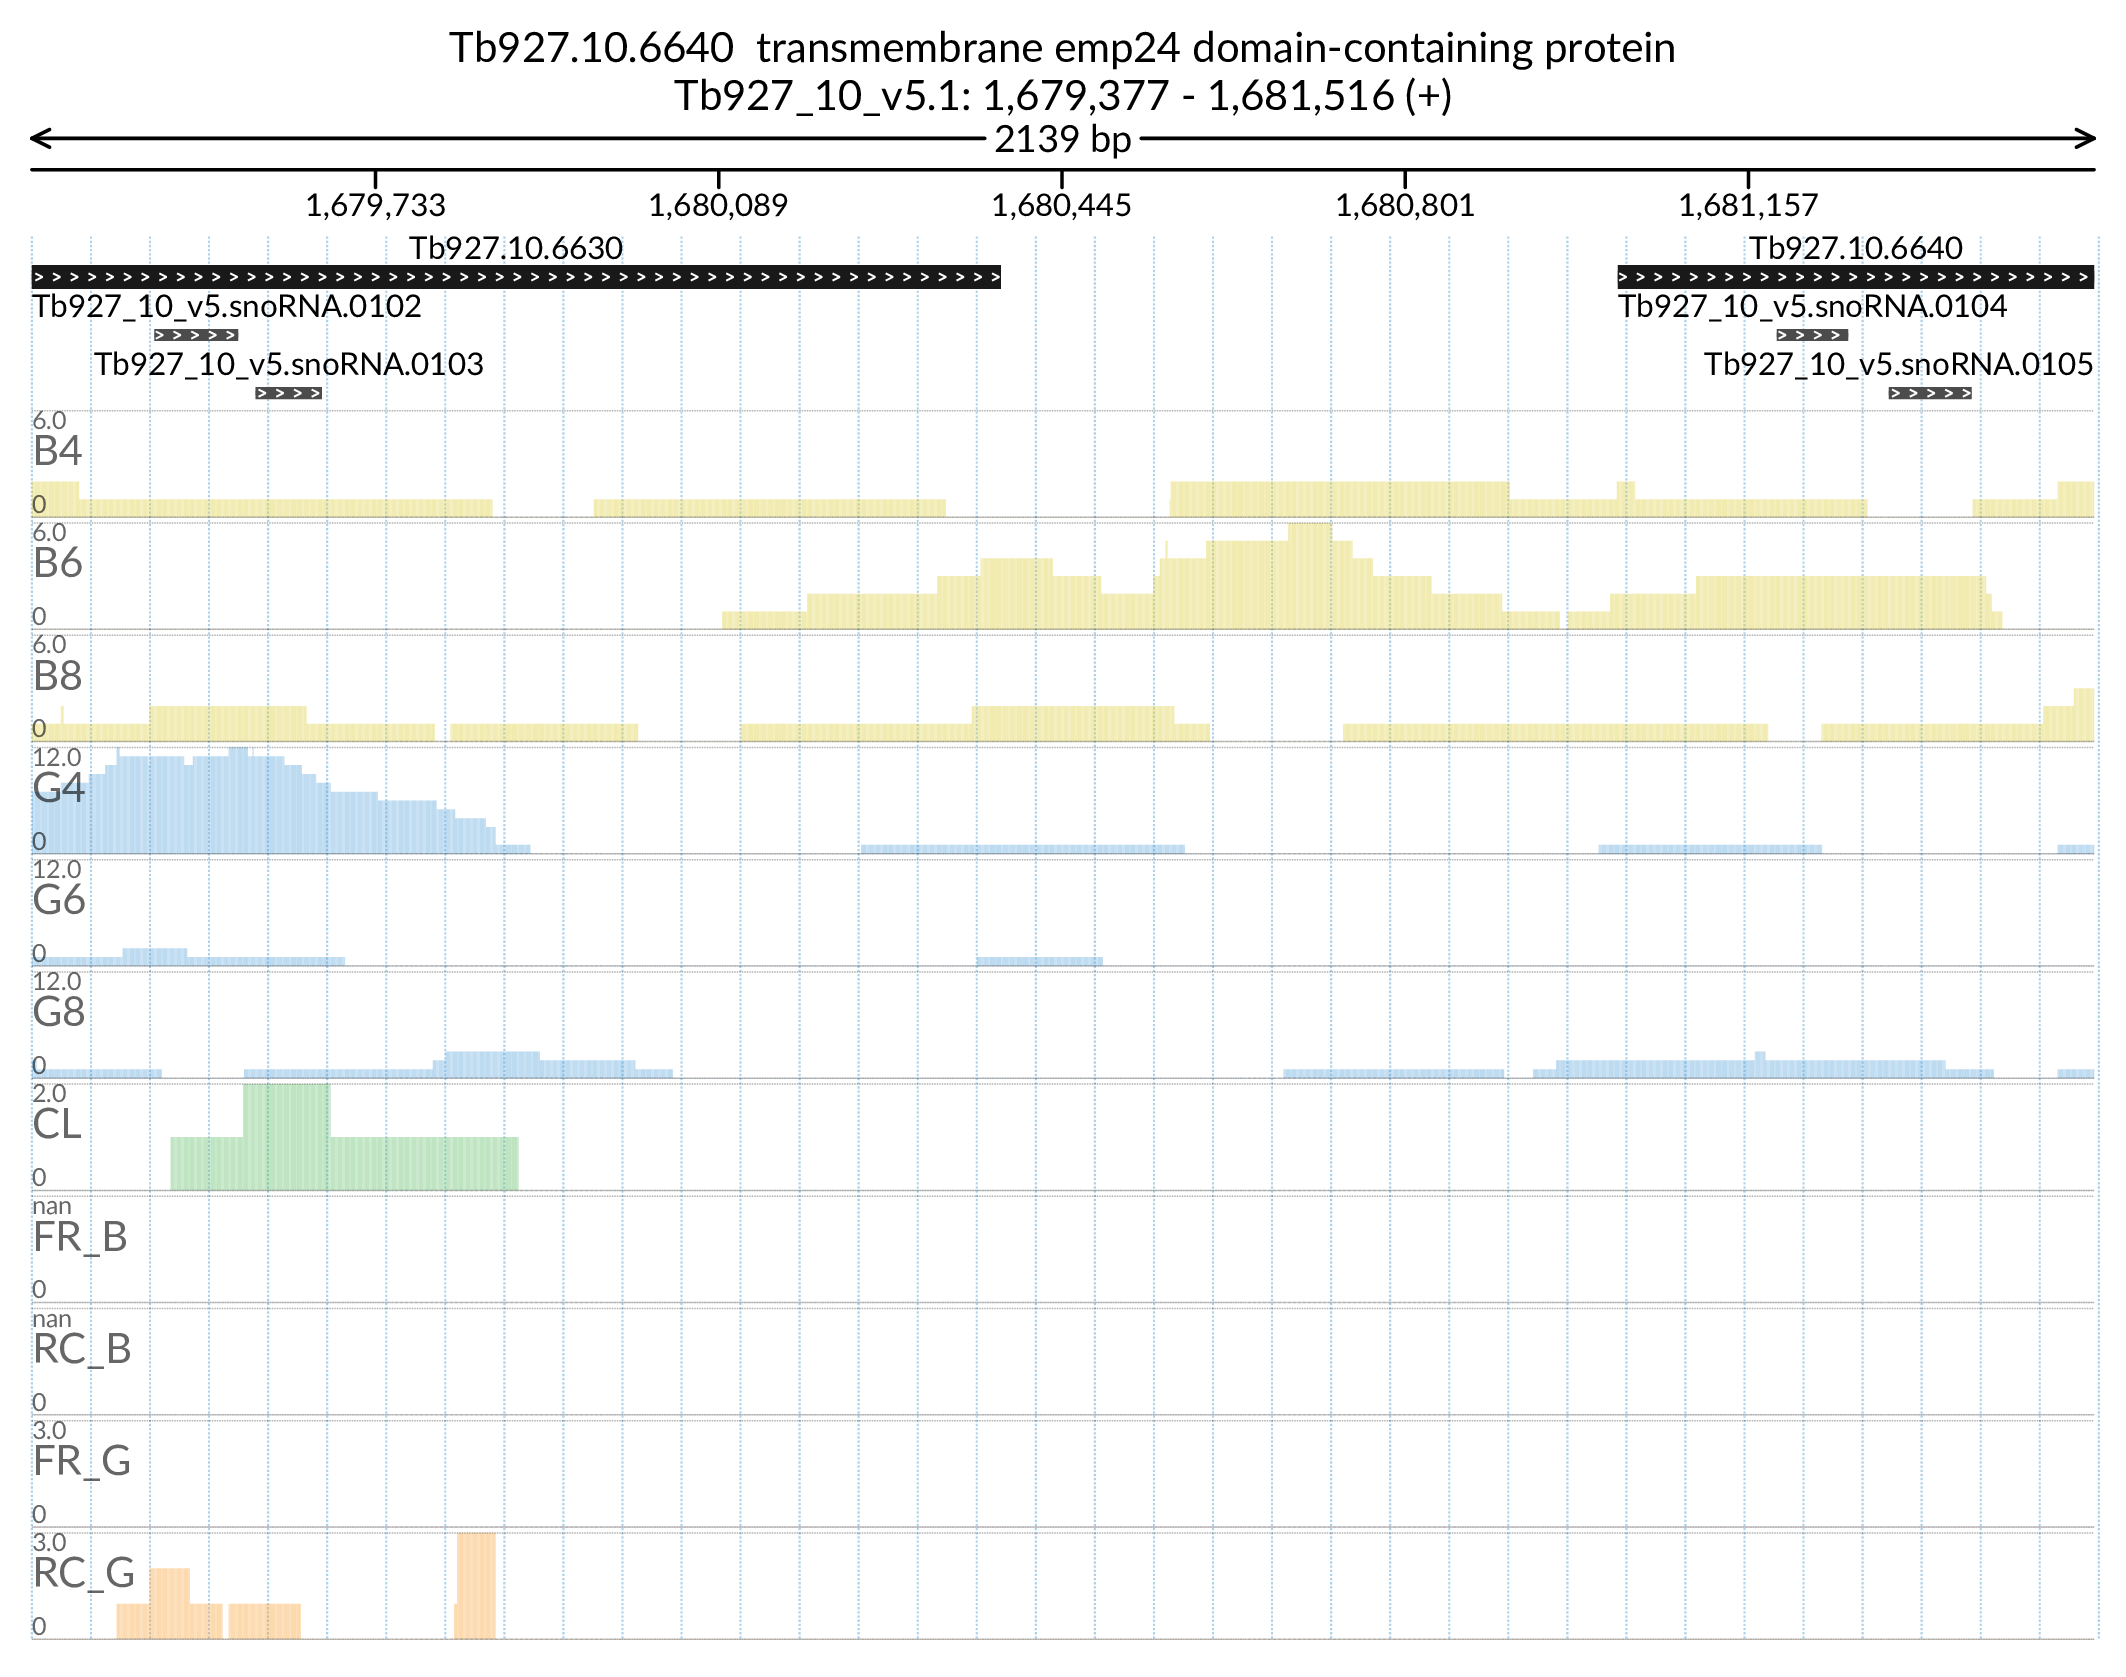 Tb927.10.6640  transmembrane emp24 domain-containing protein
Tb927_10_v5.1: 1,679,377 - 1,681,516 (+)
2139 bp
1,679,733 1,680,089 1,680,445 1,680,801 1,681,157
Tb927.10.6630 Tb927.10.6640
Tb927_10_v5.snoRNA.0102 Tb927_10_v5.snoRNA.0104
Tb927_10_v5.snoRNA.0103 Tb927_10_v5.snoRNA.0105
6.0
B4
0
6.0
B6
0
6.0
B8
0
12.0
G4
0
12.0
G6
0
12.0
G8
0
2.0
CL
0
nan
FR_B
0
nan
RC_B
0
3.0
FR_G
0
3.0
RC_G
0